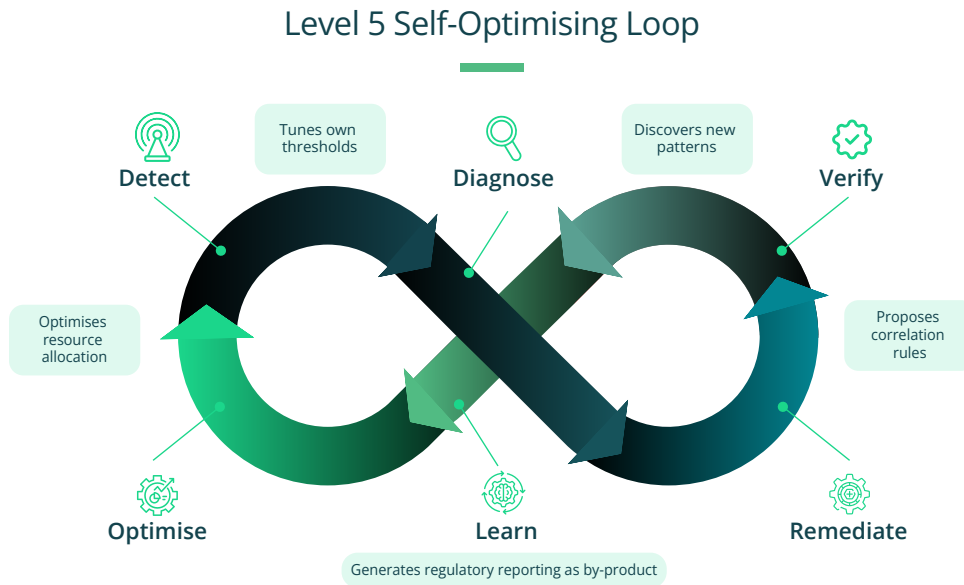 Level 5 Self-Optimising Loop
Tunes own
thresholds
Discovers new
patterns
Detect
Diagnose
Verify
Optimises
resource
allocation
Proposes
correlation
rules
Optimise
Learn
Remediate
Generates regulatory reporting as by-product